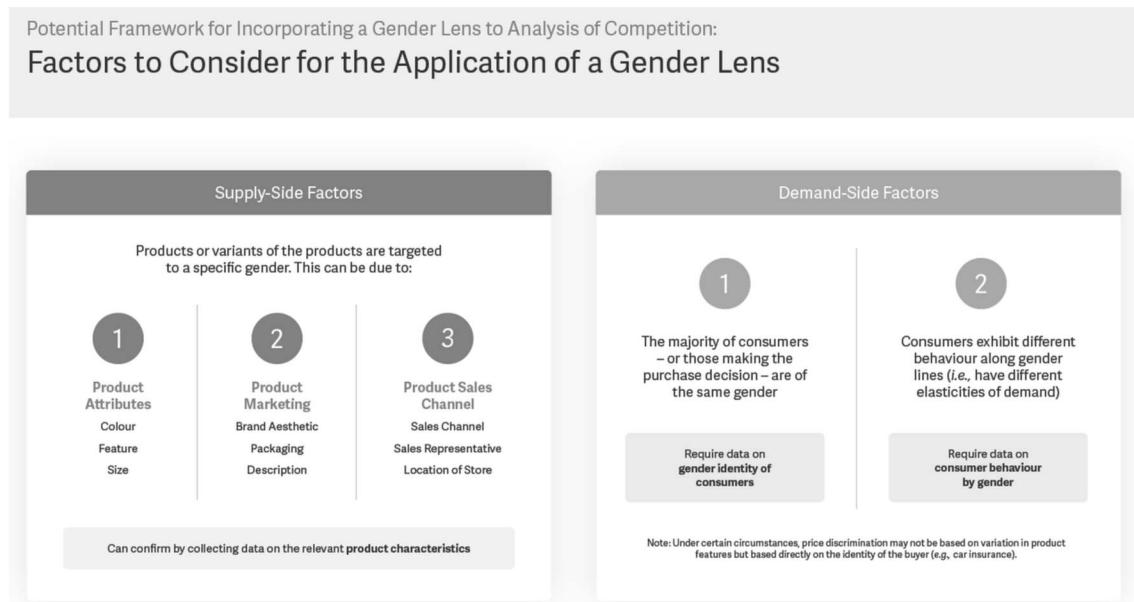 Potential Framework for Incorporating a Gender Lens to Analysis of Competition:
Factors to Consider for the Application of a Gender Lens
Supply-Side Factors
Products or variants of the products are targeted
to a specific gender. This can be due to:
1
Product
Attributes
Colour
Feature
Size
2
Product
Marketing
Brand Aesthetic
Packaging
Description
3
Product Sales
Channel
Sales Channel
Sales Representative
Location of Store
Can confirm by collecting data on the relevant product characteristics
Demand-Side Factors
1
The majority of consumers
– or those making the
purchase decision – are of
the same gender
Require data on
gender identity of
consumers
2
Consumers exhibit different
behaviour along gender
lines (i.e., have different
elasticities of demand)
Require data on
consumer behaviour
by gender
Note: Under certain circumstances, price discrimination may not be based on variation in product
features but based directly on the identity of the buyer (e.g., car insurance).